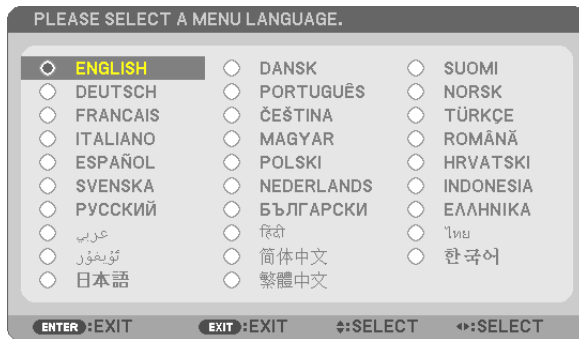 PLEASE SELECT A MENU LANGUAGE.
ENGLISH DANSK SUOMI
DEUTSCH PORTUGUÊS NORSK
FRANCAIS ČEŠTINA TÜRKÇE
ITALIANO MAGYAR ROMÂNĂ
ESPAÑOL POLSKI HRVATSKI
SVENSKA NEDERLANDS INDONESIA
РУССКИЙ БЪЛГАРСКИ ΕΛΛΗΝΙΚΑ
عربي हिंदी ไทย
ئۇيغۇر 简体中文 한국어
日本語 繁體中文
ENTER :EXIT EXIT :EXIT :SELECT :SELECT